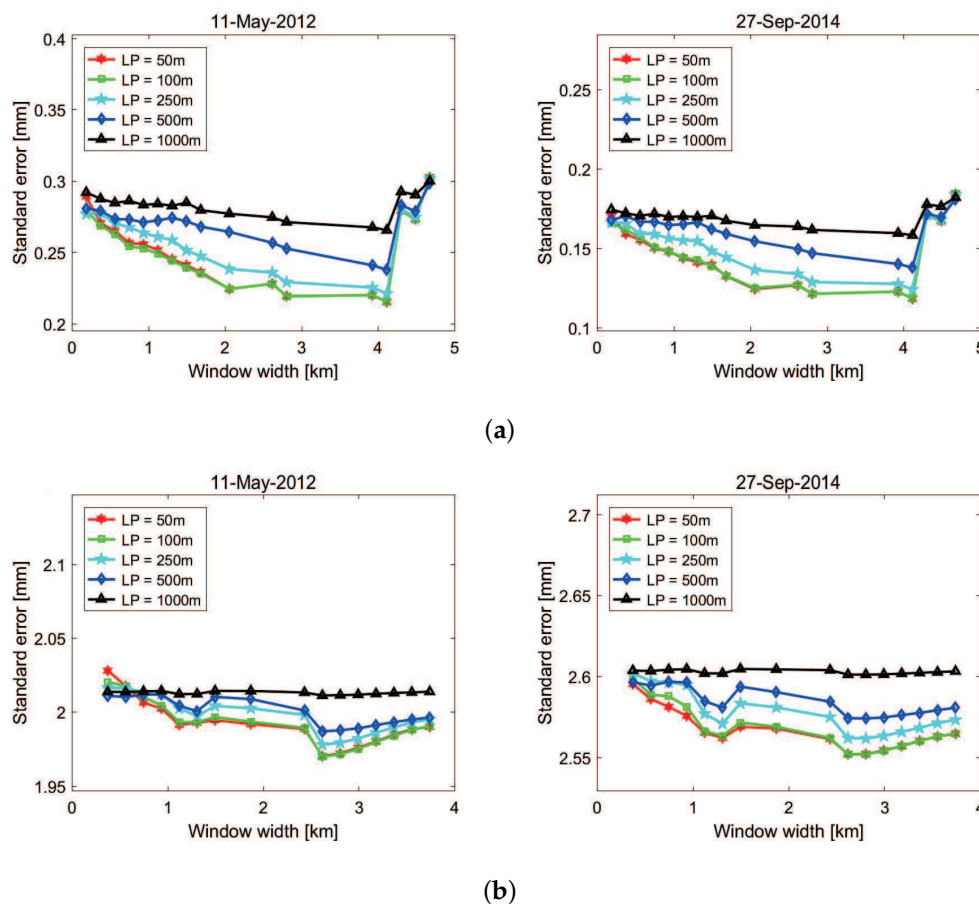 11-May-2012
0.4
0.35
0.3
0.25
0.2
Standard error [mm]
LP = 50m
LP = 100m
LP = 250m
LP = 500m
LP = 1000m
0 1 2 3 4 5
Window width [km]
27-Sep-2014
0.25
0.2
0.15
0.1
Standard error [mm]
LP = 50m
LP = 100m
LP = 250m
LP = 500m
LP = 1000m
0 1 2 3 4 5
Window width [km]
(a)
11-May-2012
2.1
2.05
2
1.95
Standard error [mm]
LP = 50m
LP = 100m
LP = 250m
LP = 500m
LP = 1000m
0 1 2 3 4
Window width [km]
27-Sep-2014
2.7
2.65
2.6
2.55
Standard error [mm]
LP = 50m
LP = 100m
LP = 250m
LP = 500m
LP = 1000m
0 1 2 3 4
Window width [km]
(b)